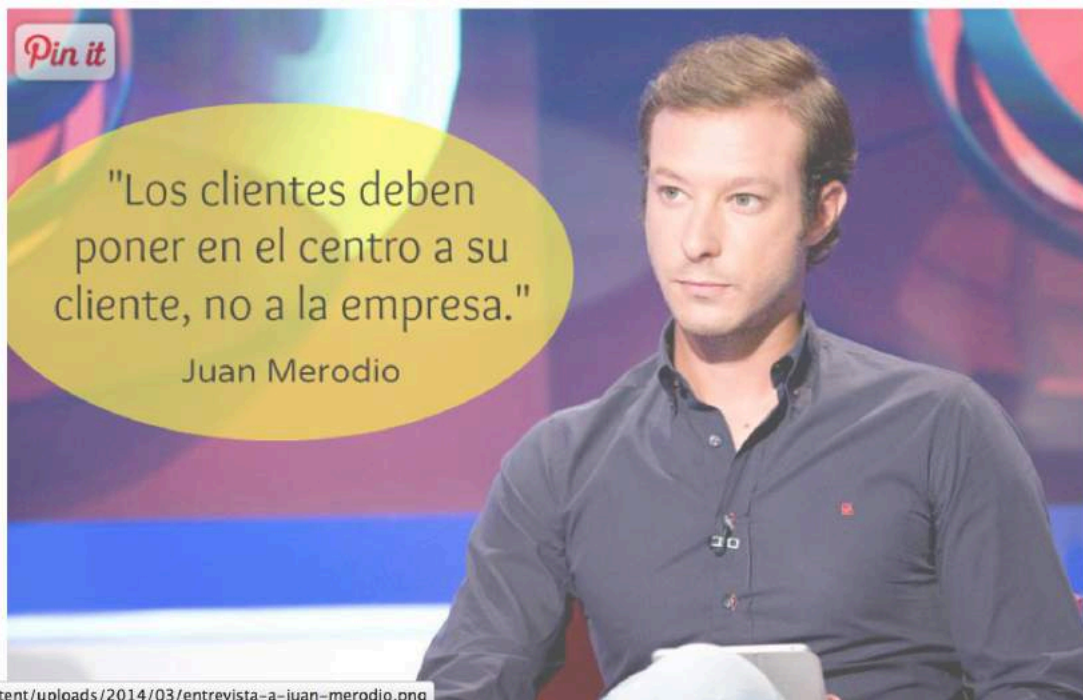 Pin it
"Los clientes deben
poner en el centro a su
cliente, no a la empresa."
Juan Merodio
tent/uploads/2014/03/entrevista-a-juan-merodio.png